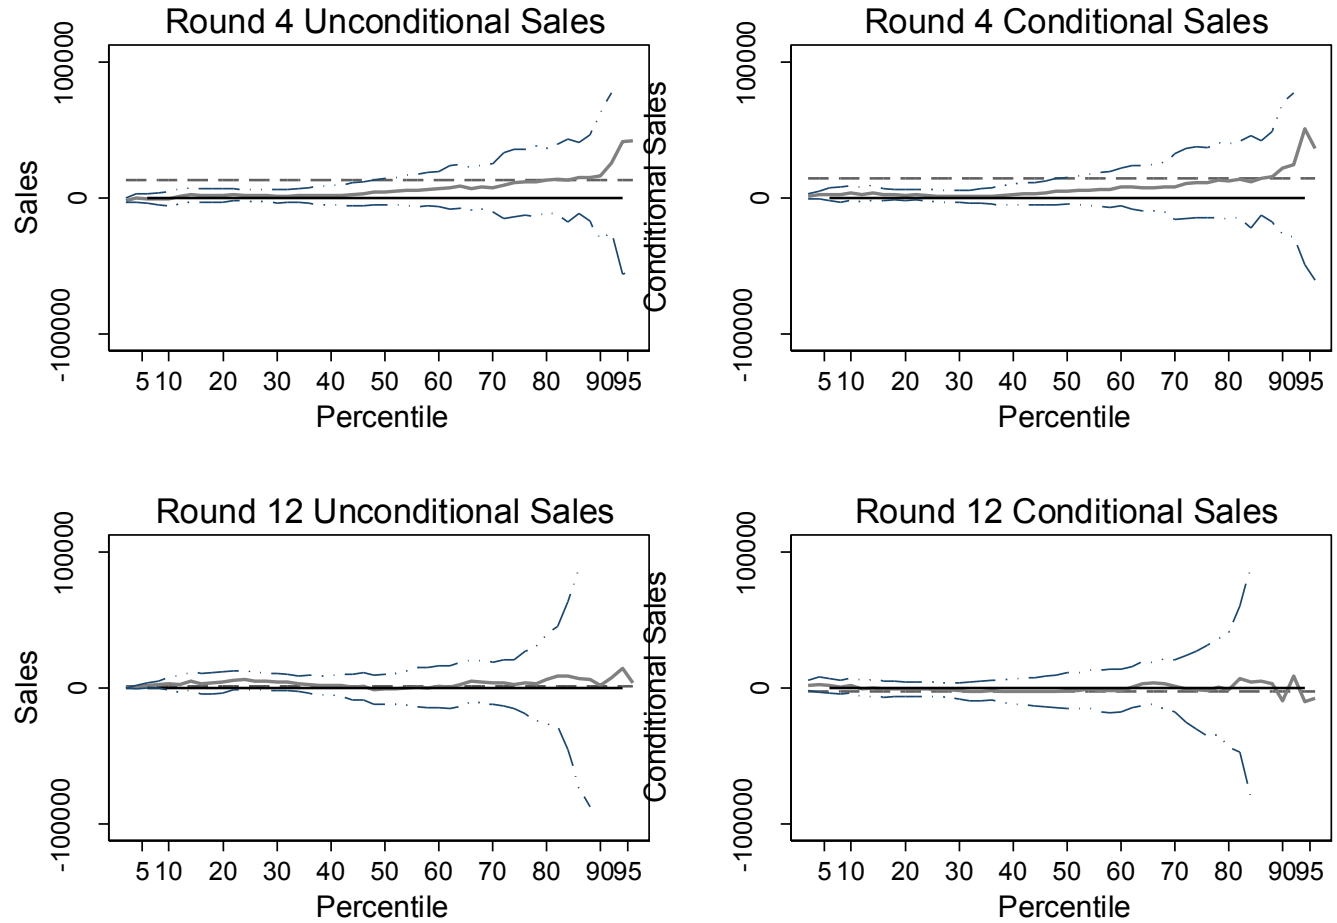 Round 4 Unconditional Sales
Sales
100000
0
-100000
5 10 20 30 40 50 60 70 80 90 95
Percentile
Round 4 Conditional Sales
Conditional Sales
100000
0
-100000
5 10 20 30 40 50 60 70 80 90 95
Percentile
Round 12 Unconditional Sales
Sales
100000
0
-100000
5 10 20 30 40 50 60 70 80 90 95
Percentile
Round 12 Conditional Sales
Conditional Sales
100000
0
-100000
5 10 20 30 40 50 60 70 80 90 95
Percentile